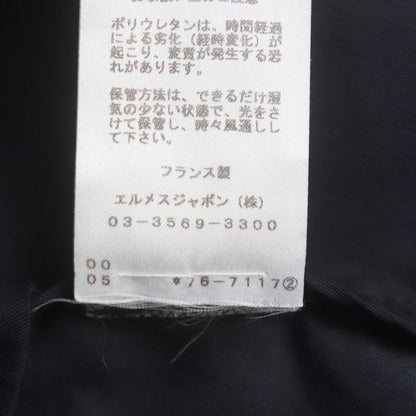 ポリウレタンは、時間経過
による劣化（経時変化）が
起こり、変質が発生する恐
れがあります。
保管方法は、できるだけ湿
気の少ない状態で、光をさ
けて保管し、時々風通しし
て下さい。
フランス製
エルメスジャポン（株）
03-3569-3300
00
05 *76-7117②